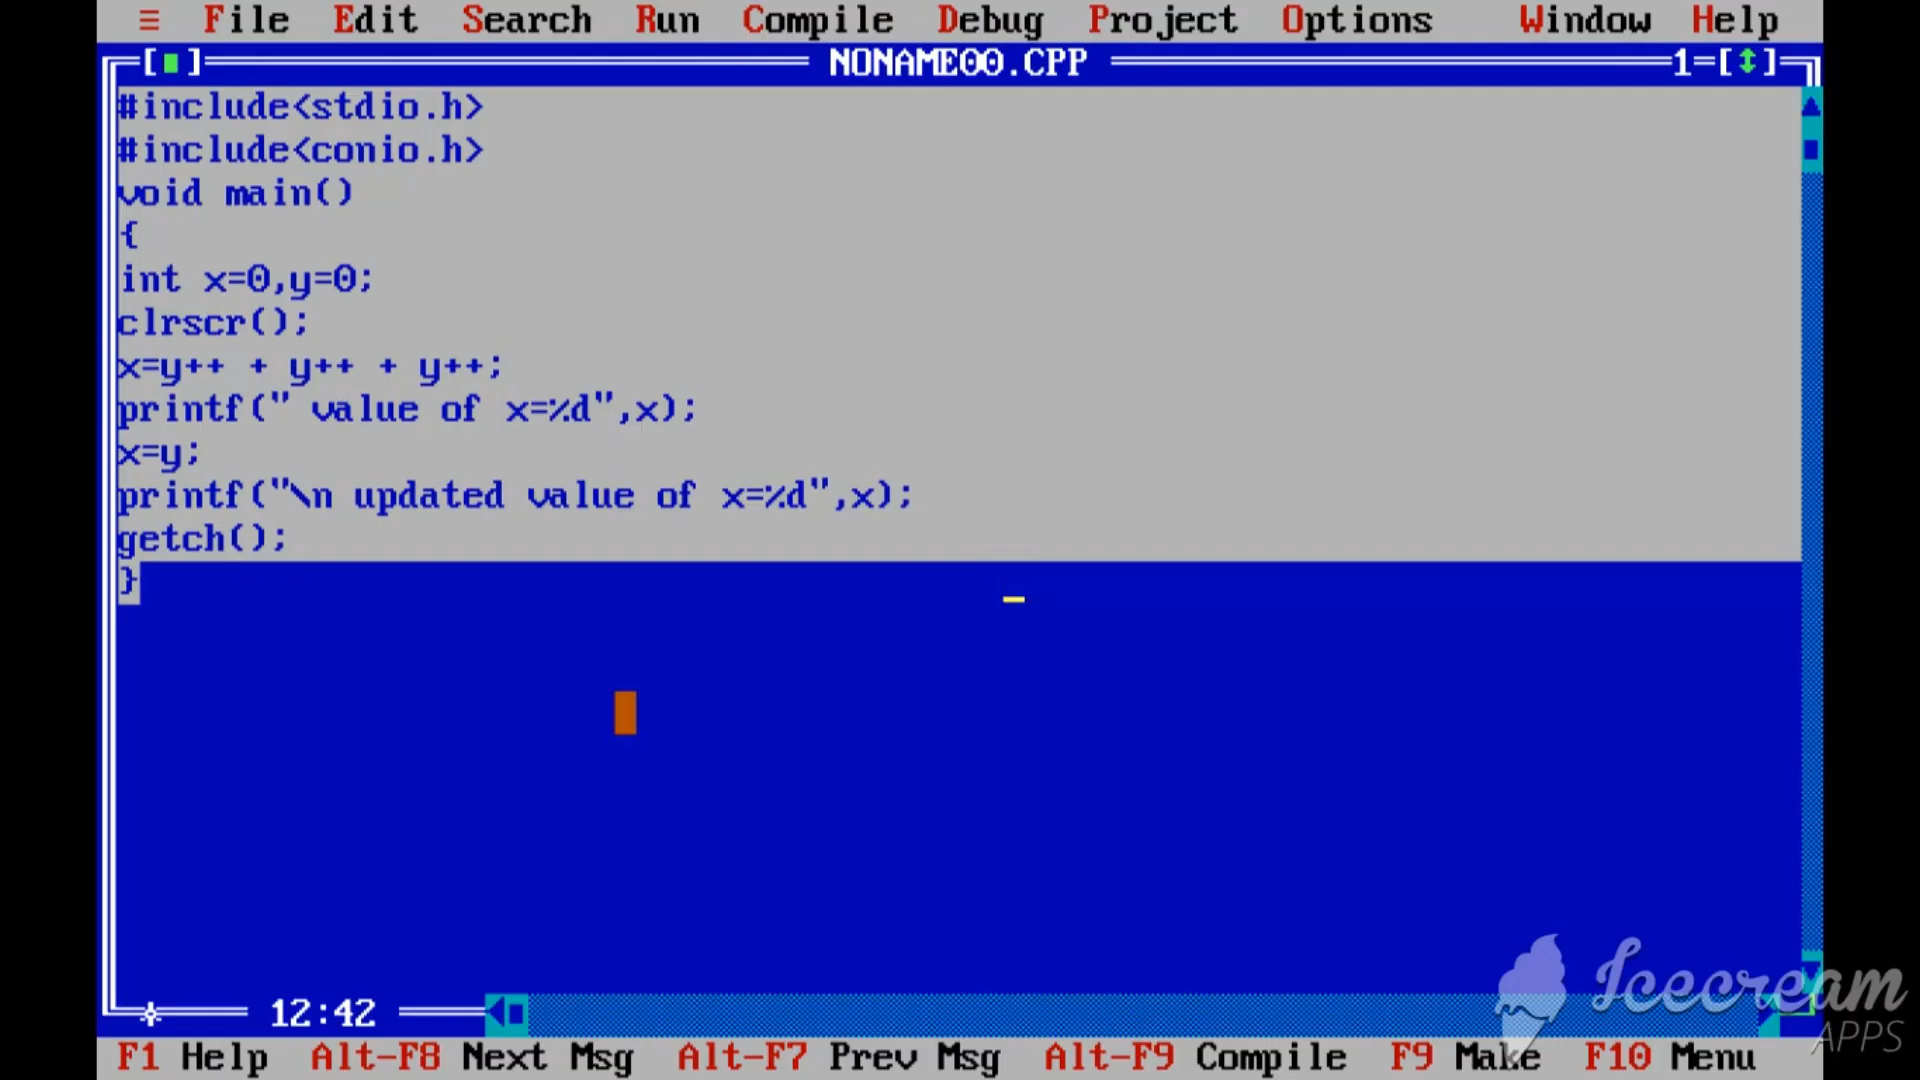 ≡ File Edit Search Run Compile Debug Project Options Window Help
[■] NONAME00.CPP 1=[↕]
#include<stdio.h>
#include<conio.h>
void main()
{
int x=0,y=0;
clrscr();
x=y++ + y++ + y++;
printf(" value of x=%d",x);
x=y;
printf("\n updated value of x=%d",x);
getch();
}
12:42
Icecream
APPS
F1 Help Alt-F8 Next Msg Alt-F7 Prev Msg Alt-F9 Compile F9 Make F10 Menu